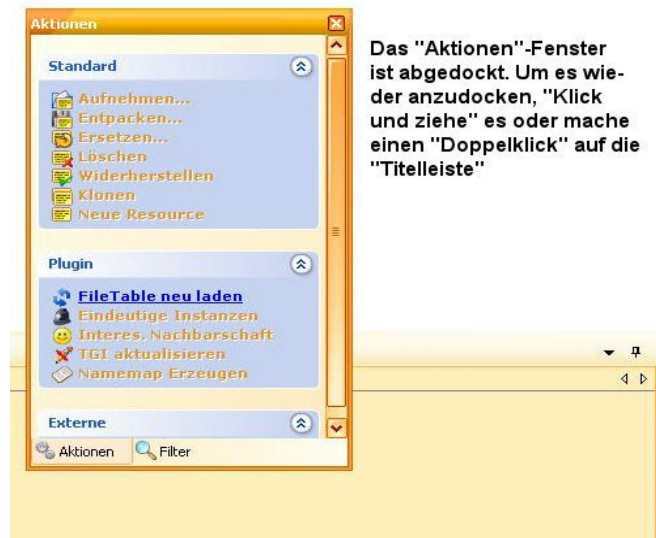 Aktionen
Das "Aktionen"-Fenster
ist abgedockt. Um es wie-
der anzudocken, "Klick
und ziehe" es oder mache
einen "Doppelklick" auf die
"Titelleiste"
Standard
Aufnehmen...
Entpacken...
Ersetzen...
Löschen
Widerherstellen
Klonen
Neue Resource
Plugin
FileTable neu laden
Eindeutige Instanzen
Interes. Nachbarschaft
TGI aktualisieren
Namemap Erzeugen
Externe
Aktionen
Filter